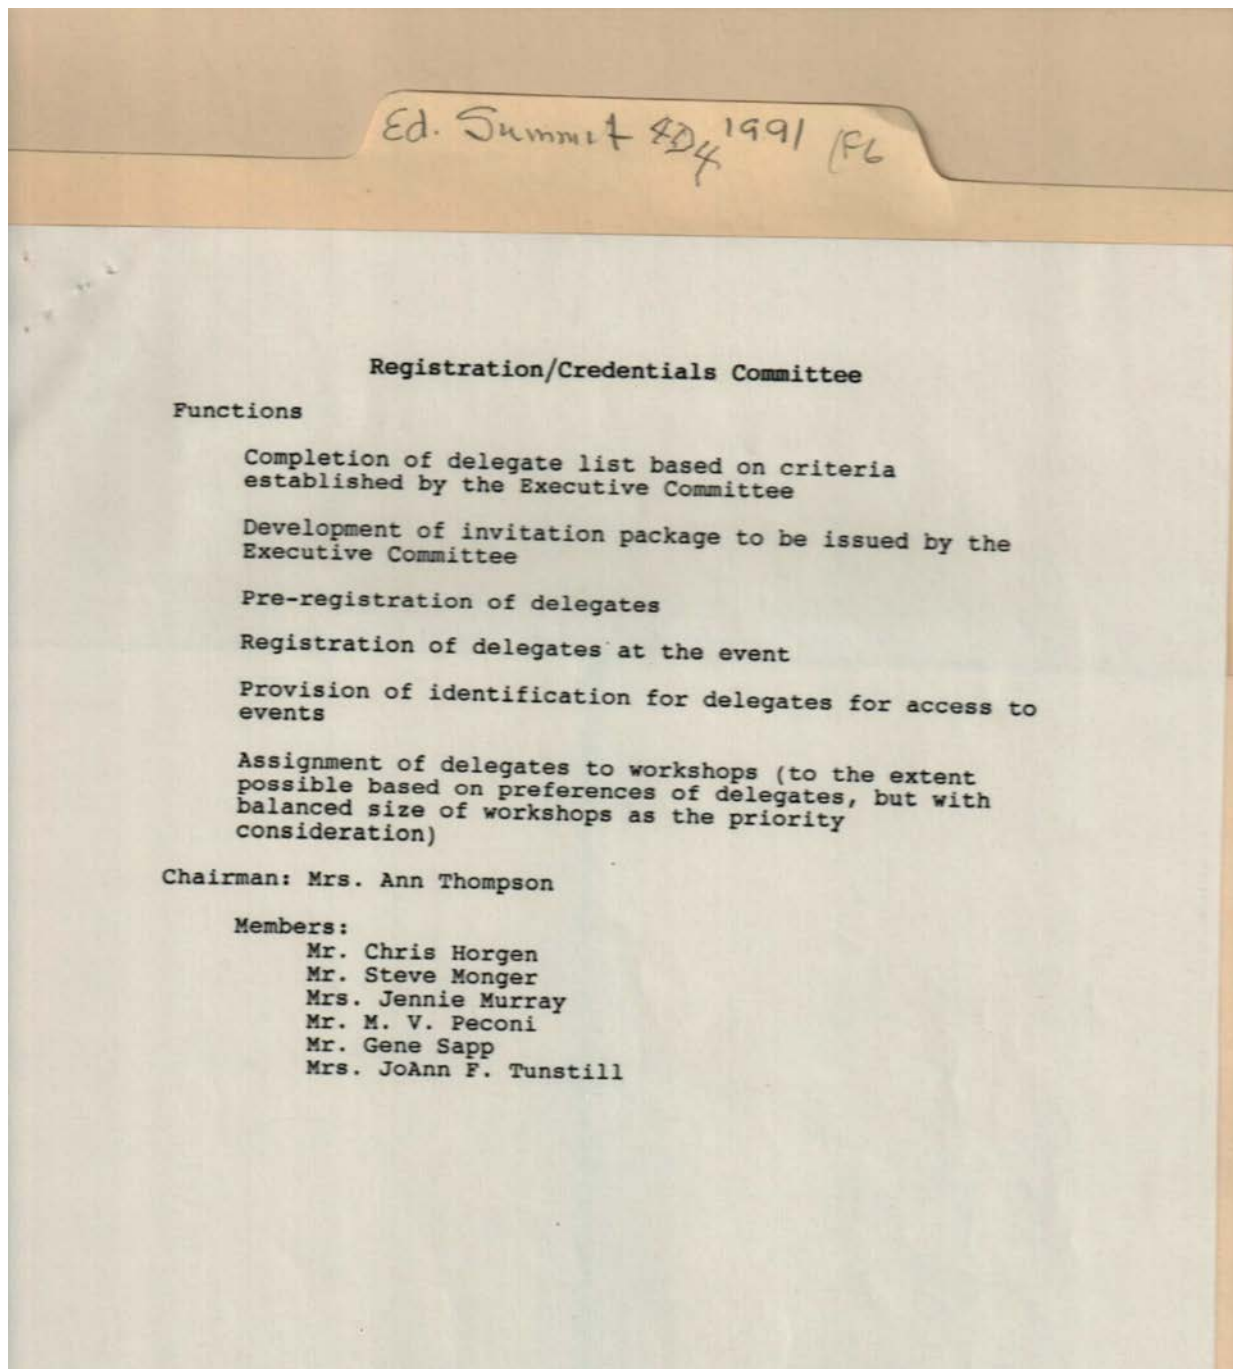 Ed. Summit 4D4 1991 (F6
Registration/Credentials Committee
Functions
Completion of delegate list based on criteria
established by the Executive Committee
Development of invitation package to be issued by the
Executive Committee
Pre-registration of delegates
Registration of delegates at the event
Provision of identification for delegates for access to
events
Assignment of delegates to workshops (to the extent
possible based on preferences of delegates, but with
balanced size of workshops as the priority
consideration)
Chairman: Mrs. Ann Thompson
Members:
Mr. Chris Horgen
Mr. Steve Monger
Mrs. Jennie Murray
Mr. M. V. Peconi
Mr. Gene Sapp
Mrs. JoAnn F. Tunstill